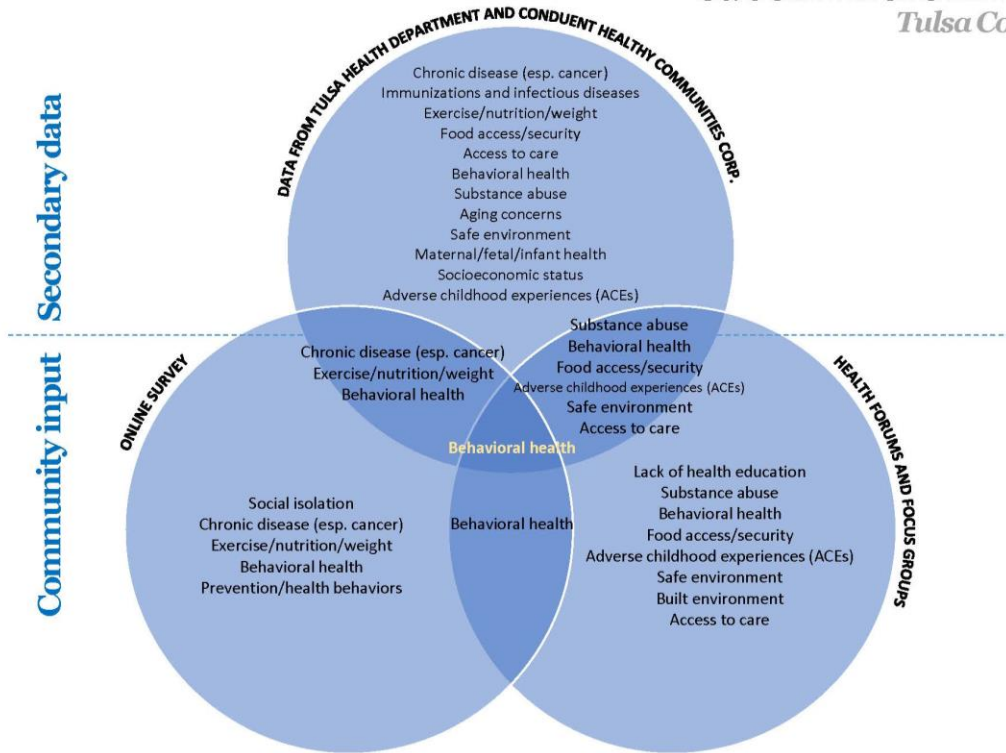 Tulsa Co
DATA FROM TULSA HEALTH DEPARTMENT AND CONDUENT HEALTHY COMMUNITIES CORP.
Secondary data
Chronic disease (esp. cancer)
Immunizations and infectious diseases
Exercise/nutrition/weight
Food access/security
Access to care
Behavioral health
Substance abuse
Aging concerns
Safe environment
Maternal/fetal/infant health
Socioeconomic status
Adverse childhood experiences (ACEs)
Community input
ONLINE SURVEY
Chronic disease (esp. cancer)
Exercise/nutrition/weight
Behavioral health
Substance abuse
Behavioral health
Food access/security
Adverse childhood experiences (ACEs)
Safe environment
Access to care
HEALTH FORUMS AND FOCUS GROUPS
Behavioral health
Social isolation
Chronic disease (esp. cancer)
Exercise/nutrition/weight
Behavioral health
Prevention/health behaviors
Behavioral health
Lack of health education
Substance abuse
Behavioral health
Food access/security
Adverse childhood experiences (ACEs)
Safe environment
Built environment
Access to care